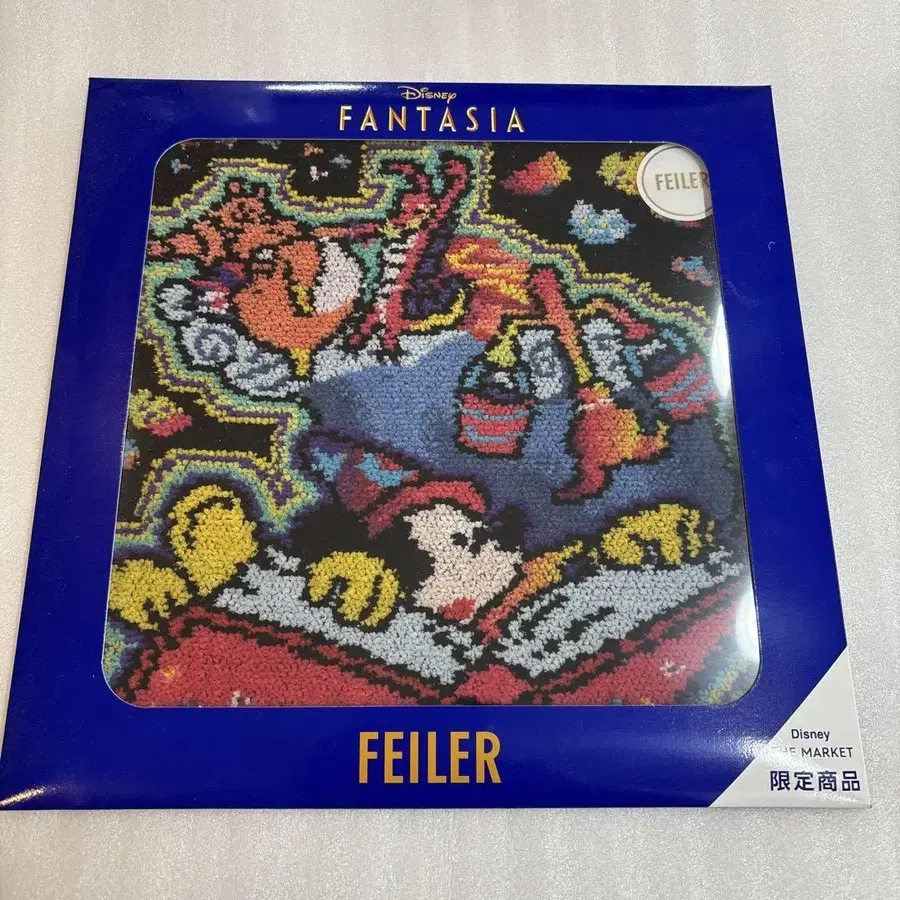 Disney
FANTASIA
FEILER
FEILER
Disney
THE MARKET
限定商品